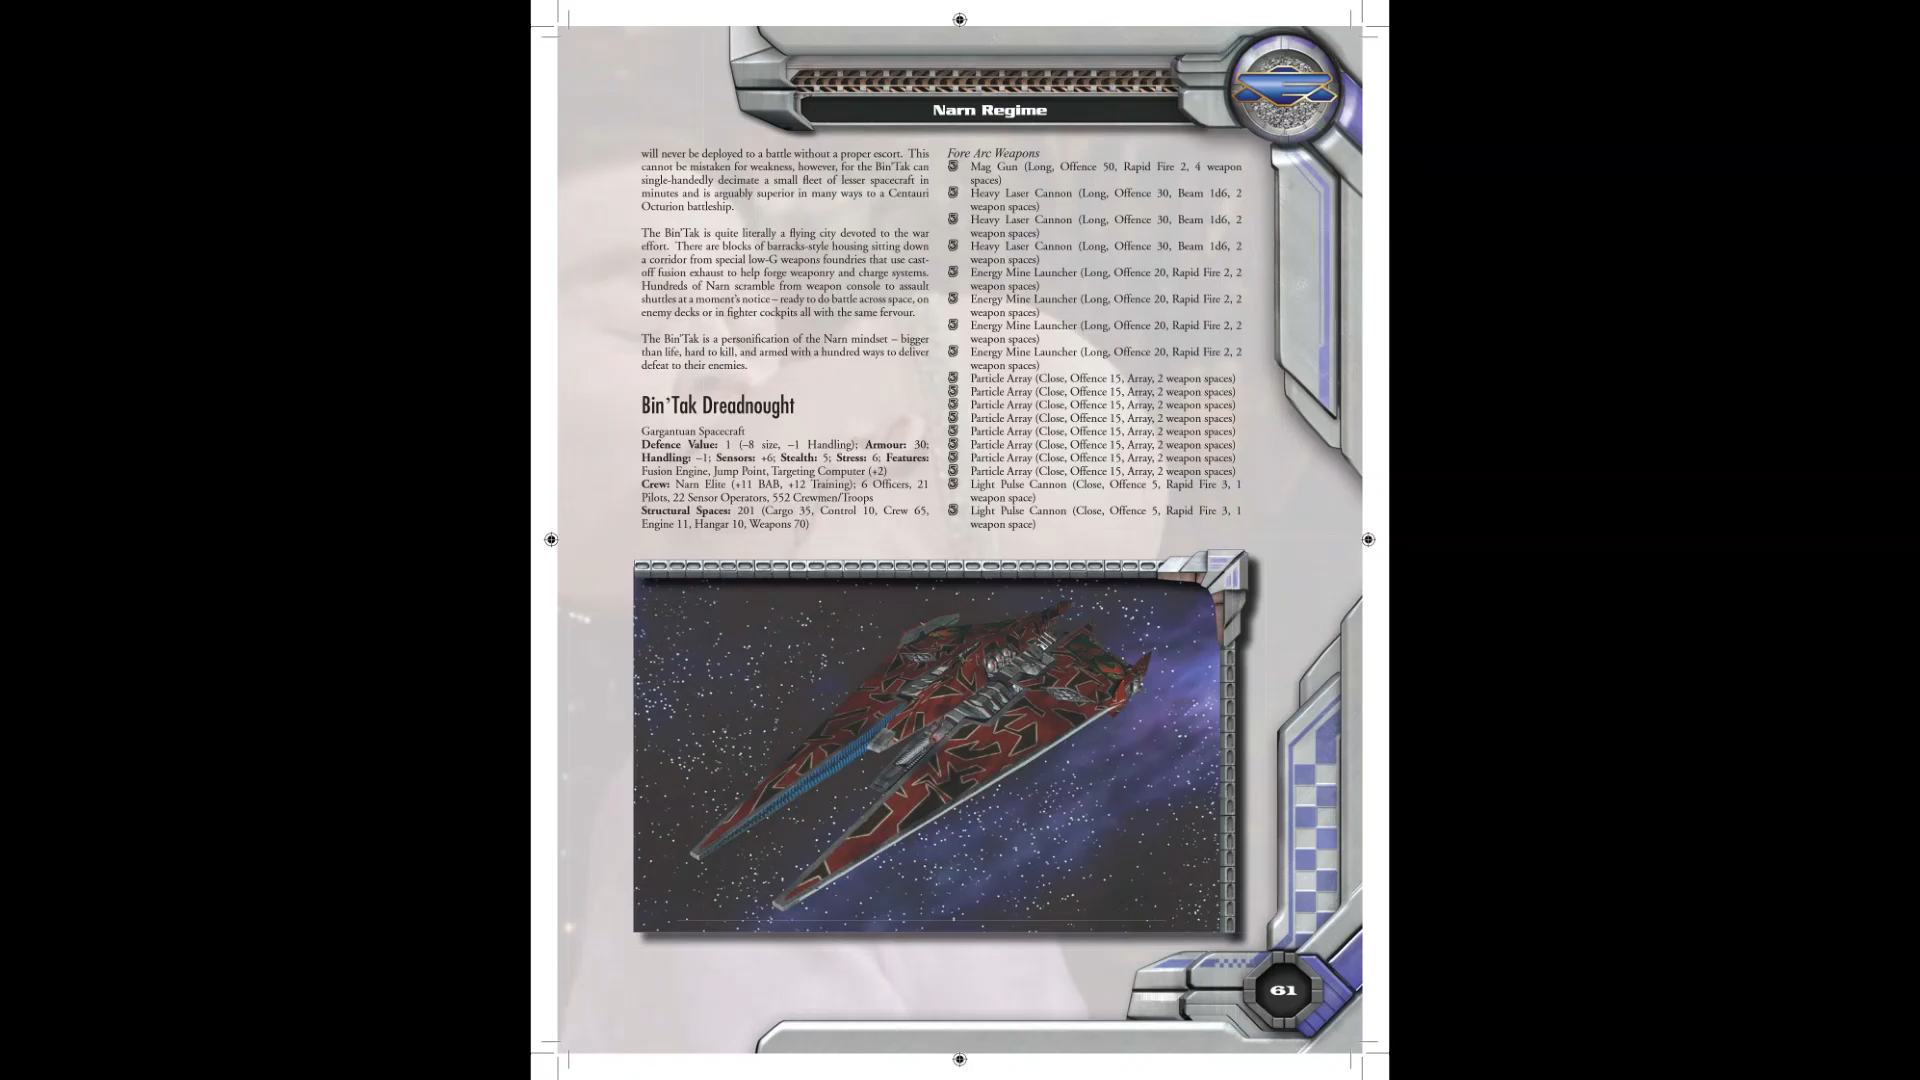 Narn Regime
will never be deployed to a battle without a proper escort. This
cannot be mistaken for weakness, however, for the Bin'Tak can
single-handedly decimate a small fleet of lesser spacecraft in
minutes and is arguably superior in many ways to a Centauri
Octurion battleship.
The Bin'Tak is quite literally a flying city devoted to the war
effort. There are blocks of barracks-style housing sitting down
a corridor from special low-G weapons foundries that use cast-
off fusion exhaust to help forge weaponry and charge systems.
Hundreds of Narn scramble from weapon console to assault
shuttles at a moment's notice – ready to do battle across space, on
enemy decks or in fighter cockpits all with the same fervour.
The Bin'Tak is a personification of the Narn mindset – bigger
than life, hard to kill, and armed with a hundred ways to deliver
defeat to their enemies.
Bin'Tak Dreadnought
Gargantuan Spacecraft
Defence Value: 1 (–8 size, –1 Handling); Armour: 30;
Handling: –1; Sensors: +6; Stealth: 5; Stress: 6; Features:
Fusion Engine, Jump Point, Targeting Computer (+2)
Crew: Narn Elite (+11 BAB, +12 Training); 6 Officers, 21
Pilots, 22 Sensor Operators, 552 Crewmen/Troops
Structural Spaces: 201 (Cargo 35, Control 10, Crew 65,
Engine 11, Hangar 10, Weapons 70)
Fore Arc Weapons
Mag Gun (Long, Offence 50, Rapid Fire 2, 4 weapon
spaces)
Heavy Laser Cannon (Long, Offence 30, Beam 1d6, 2
weapon spaces)
Heavy Laser Cannon (Long, Offence 30, Beam 1d6, 2
weapon spaces)
Heavy Laser Cannon (Long, Offence 30, Beam 1d6, 2
weapon spaces)
Energy Mine Launcher (Long, Offence 20, Rapid Fire 2, 2
weapon spaces)
Energy Mine Launcher (Long, Offence 20, Rapid Fire 2, 2
weapon spaces)
Energy Mine Launcher (Long, Offence 20, Rapid Fire 2, 2
weapon spaces)
Energy Mine Launcher (Long, Offence 20, Rapid Fire 2, 2
weapon spaces)
Particle Array (Close, Offence 15, Array, 2 weapon spaces)
Particle Array (Close, Offence 15, Array, 2 weapon spaces)
Particle Array (Close, Offence 15, Array, 2 weapon spaces)
Particle Array (Close, Offence 15, Array, 2 weapon spaces)
Particle Array (Close, Offence 15, Array, 2 weapon spaces)
Particle Array (Close, Offence 15, Array, 2 weapon spaces)
Particle Array (Close, Offence 15, Array, 2 weapon spaces)
Particle Array (Close, Offence 15, Array, 2 weapon spaces)
Light Pulse Cannon (Close, Offence 5, Rapid Fire 3, 1
weapon space)
Light Pulse Cannon (Close, Offence 5, Rapid Fire 3, 1
weapon space)
61